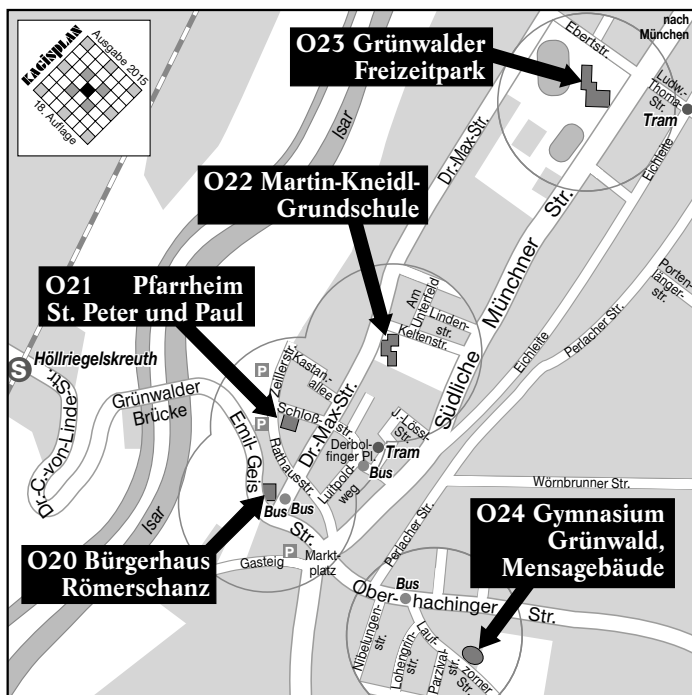 KAGISPLAN
Ausgabe 2015
18. Auflage
nach
München
O23 Grünwalder
Freizeitpark
Ebertstr.
Ludw.-
Thoma-
Str.
Tram
Isar
Dr.-Max-Str.
Eichleite
O22 Martin-Kneidl-
Grundschule
Südliche Münchner Str.
Am
Unterfeld
Linden-
str.
Keltenstr.
Porten-
längerstr.
Perlacher Str.
Eichleite
O21 Pfarrheim
St. Peter und Paul
S
Höllriegelskreuth
P
Zeillerstr.
Kastan.-
allee
Dr.-C.-von-Linde-Str.
Grünwalder
Brücke
Schloß-
str.
Dr.-Max-Str.
J.-Loss-
Str.
P
Emil-Geis Str.
Rathausstr.
Derbol-
finger Pl.
Tram
Bus
Luitpold-
weg
Wörnbrunner Str.
Bus
Bus
Isar
O20 Bürgerhaus
Römerschanz
Gasteig
P
Markt-
platz
Perlacher Str.
O24 Gymnasium
Grünwald,
Mensagebäude
Bus
Ober-
hachinger Str.
Nibelungen-
str.
Lohengrin-
str.
Parzival-
str.
Lauf-
zorner
Str.